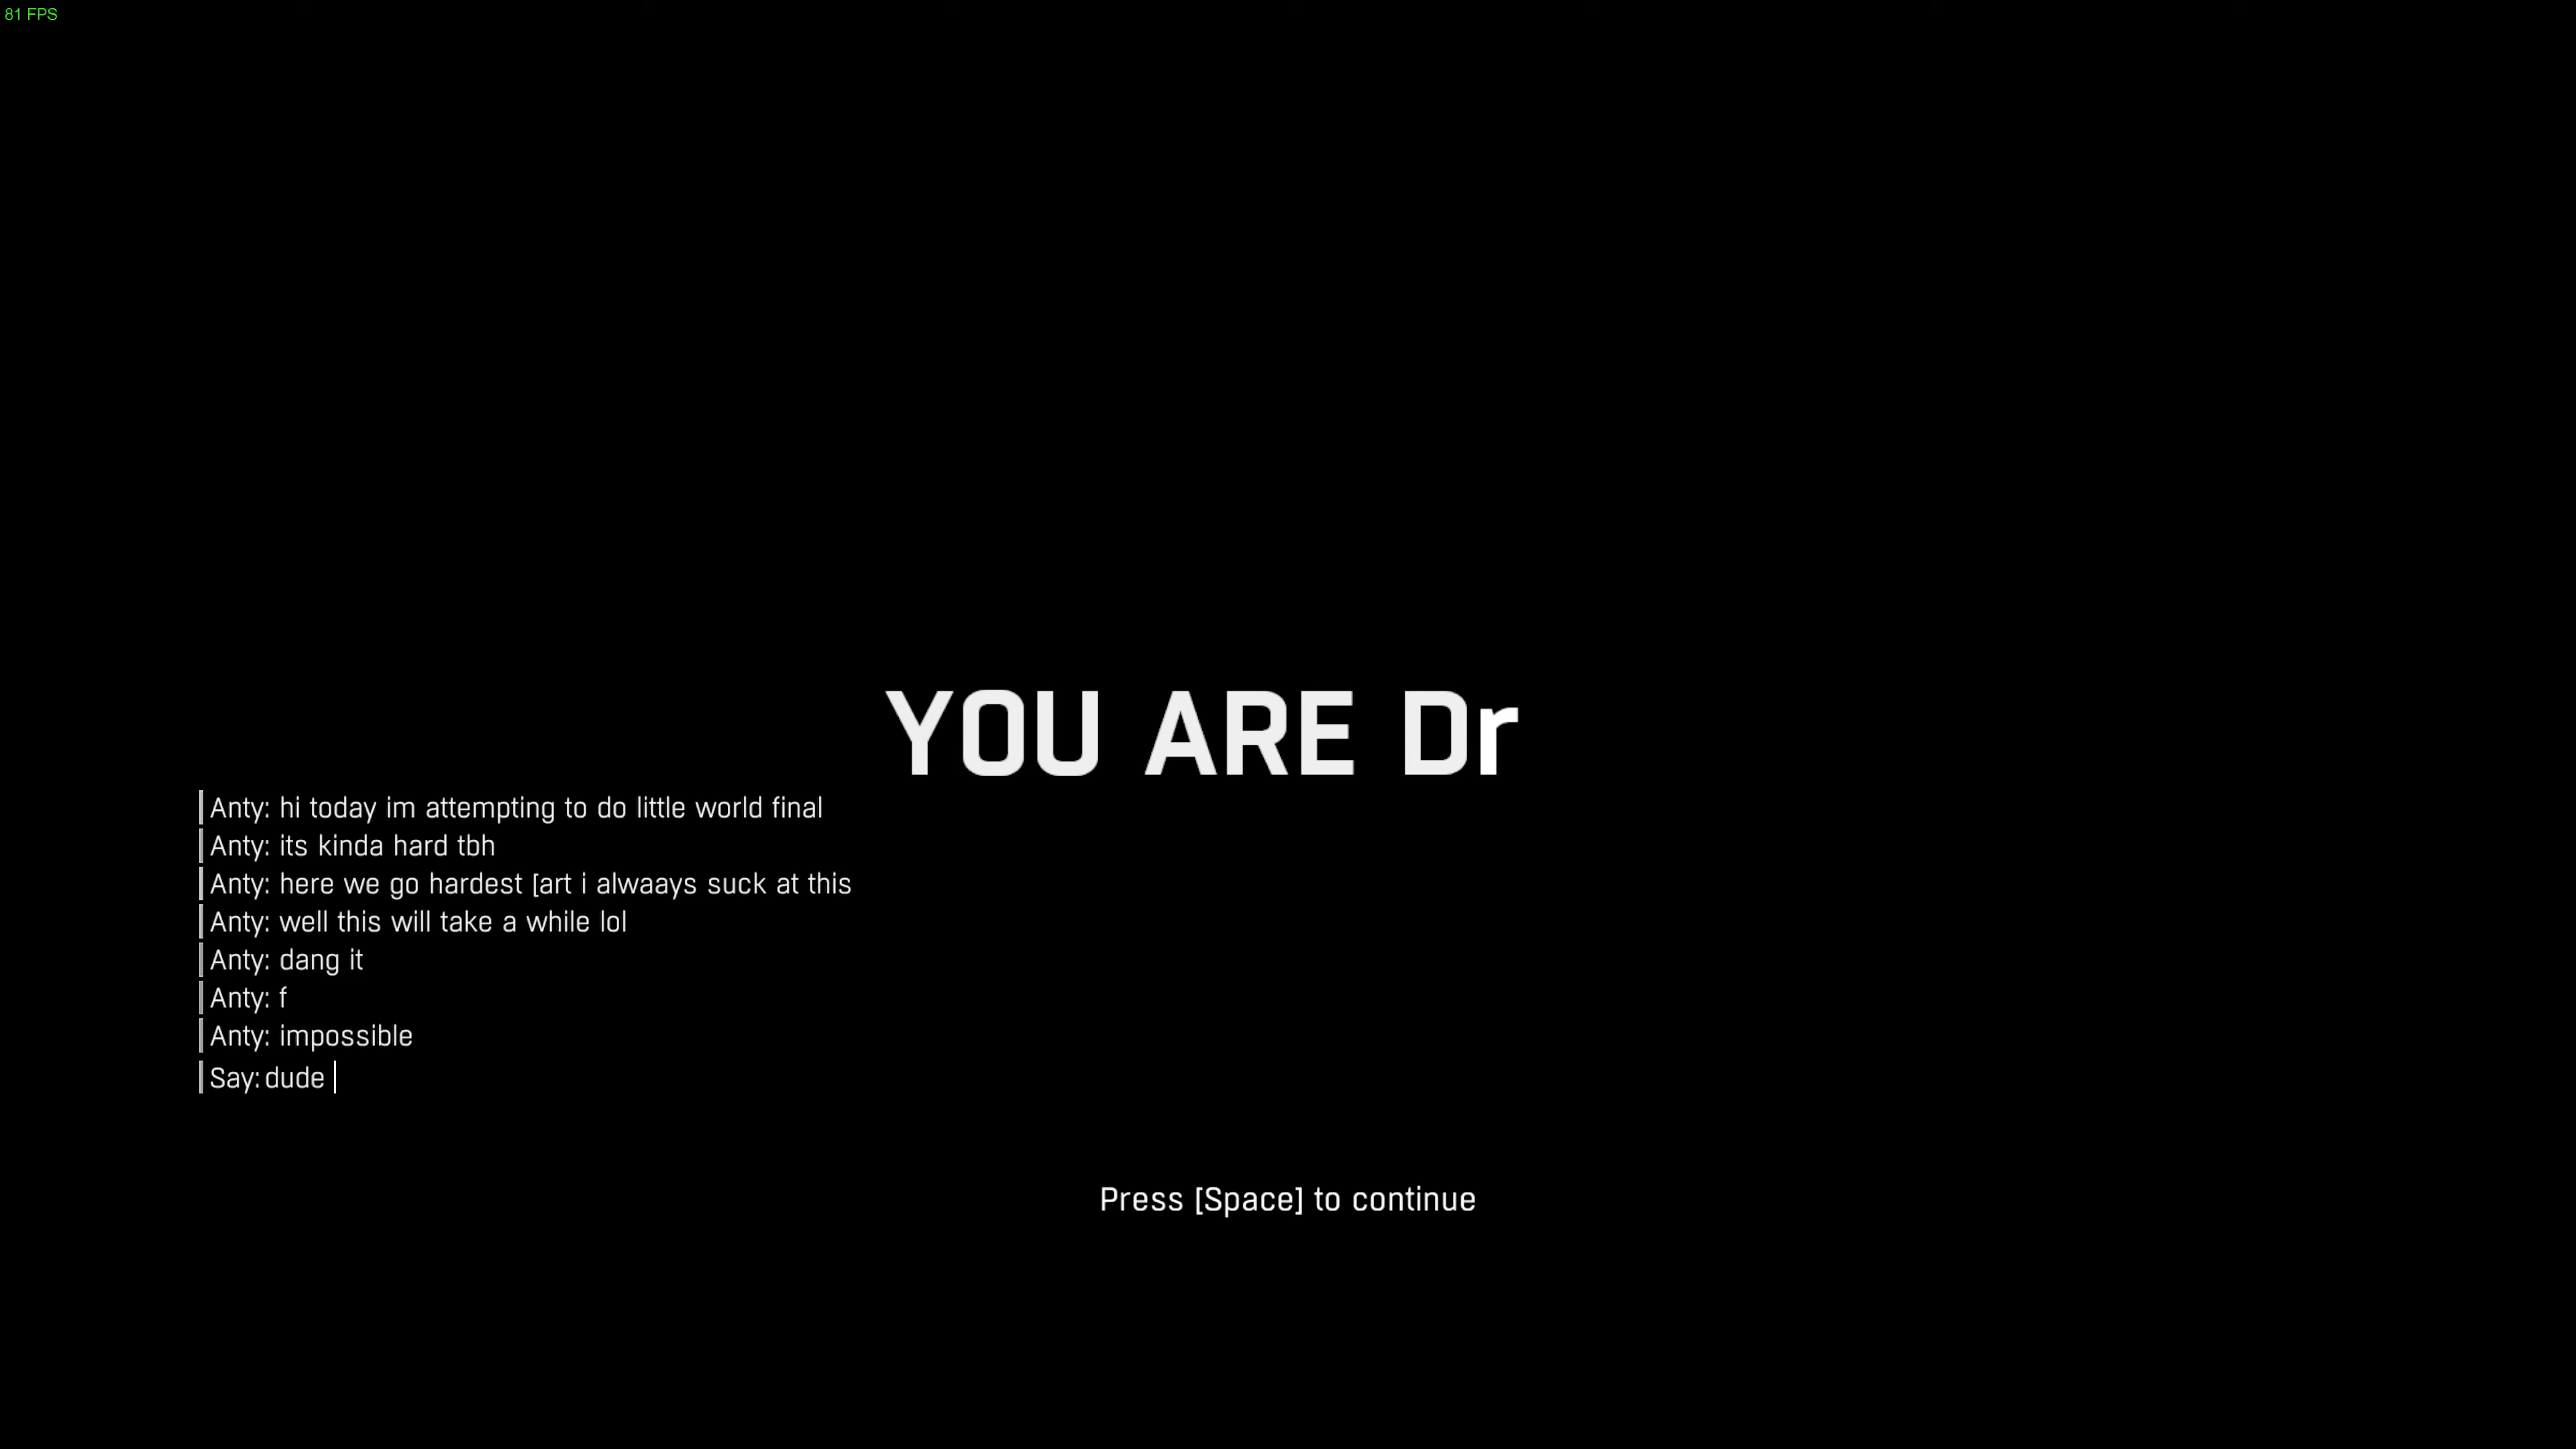 81 FPS
YOU ARE Dr
Anty: hi today im attempting to do little world final
Anty: its kinda hard tbh
Anty: here we go hardest [art i alwaays suck at this
Anty: well this will take a while lol
Anty: dang it
Anty: f
Anty: impossible
Say: dude
Press [Space] to continue